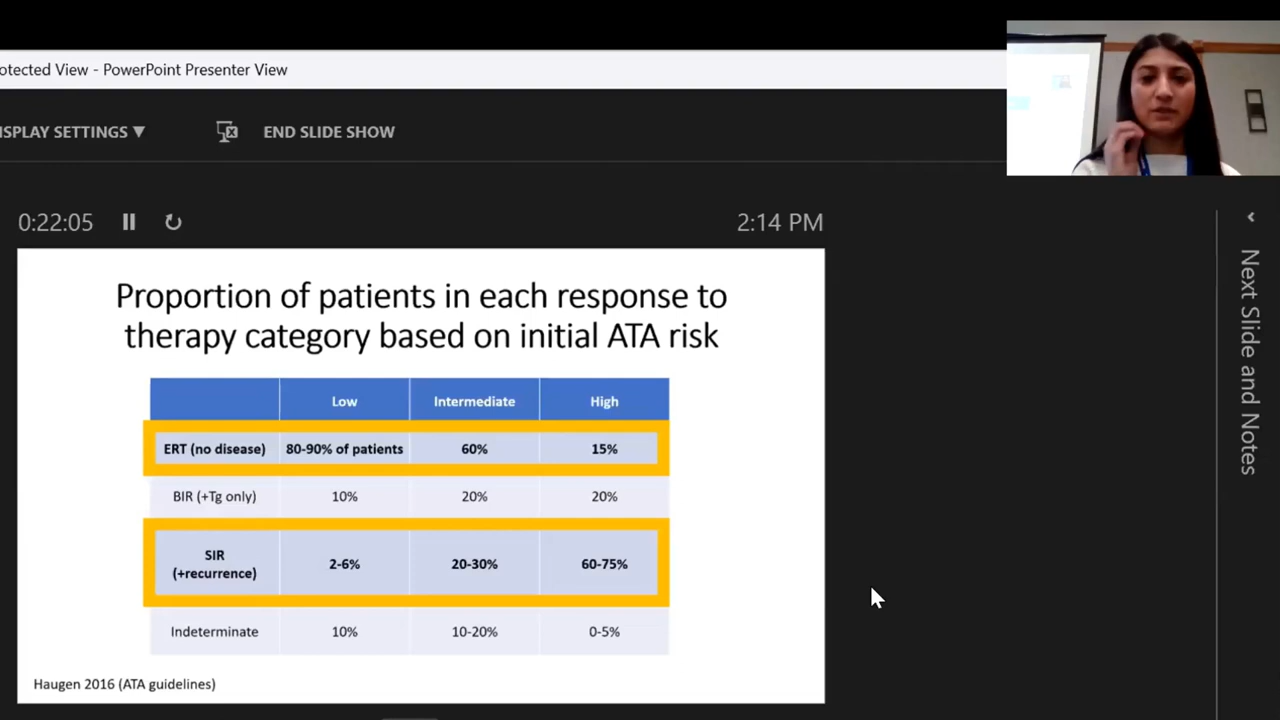 otected View - PowerPoint Presenter View
ISPLAY SETTINGS ▼ END SLIDE SHOW
0:22:05 2:14 PM
Proportion of patients in each response to
therapy category based on initial ATA risk
Low Intermediate High
ERT (no disease) 80-90% of patients 60% 15%
BIR (+Tg only) 10% 20% 20%
SIR
(+recurrence) 2-6% 20-30% 60-75%
Indeterminate 10% 10-20% 0-5%
Haugen 2016 (ATA guidelines)
Next Slide and Notes